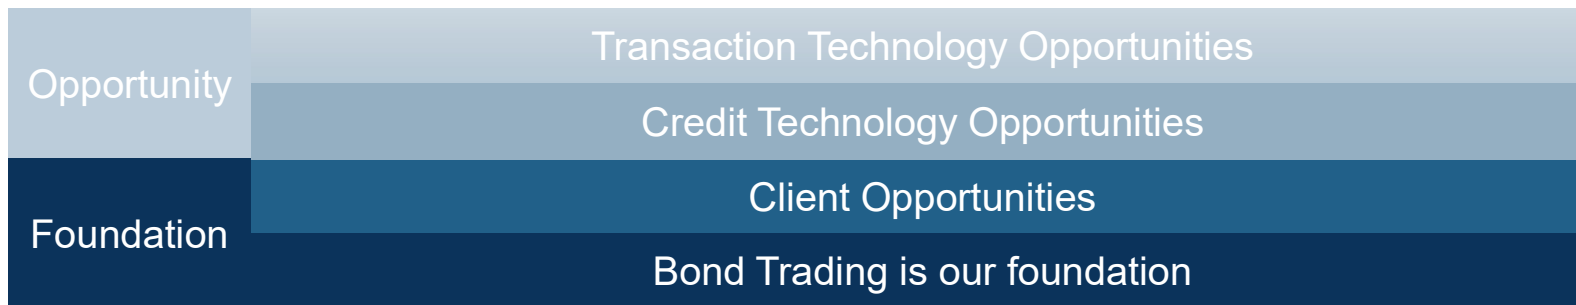 Opportunity
Transaction Technology Opportunities
Credit Technology Opportunities
Foundation
Client Opportunities
Bond Trading is our foundation